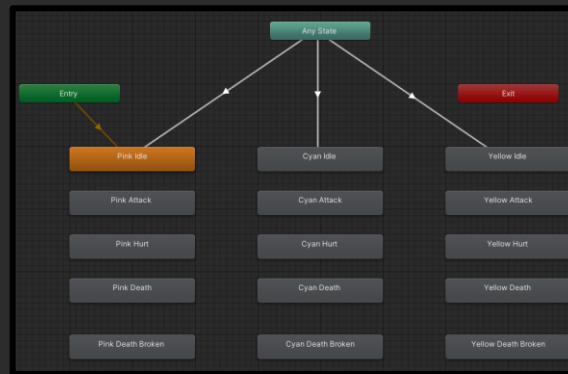 Any State
Entry
Exit
Pink Idle
Cyan Idle
Yellow Idle
Pink Attack
Cyan Attack
Yellow Attack
Pink Hurt
Cyan Hurt
Yellow Hurt
Pink Death
Cyan Death
Yellow Death
Pink Death Broken
Cyan Death Broken
Yellow Death Broken